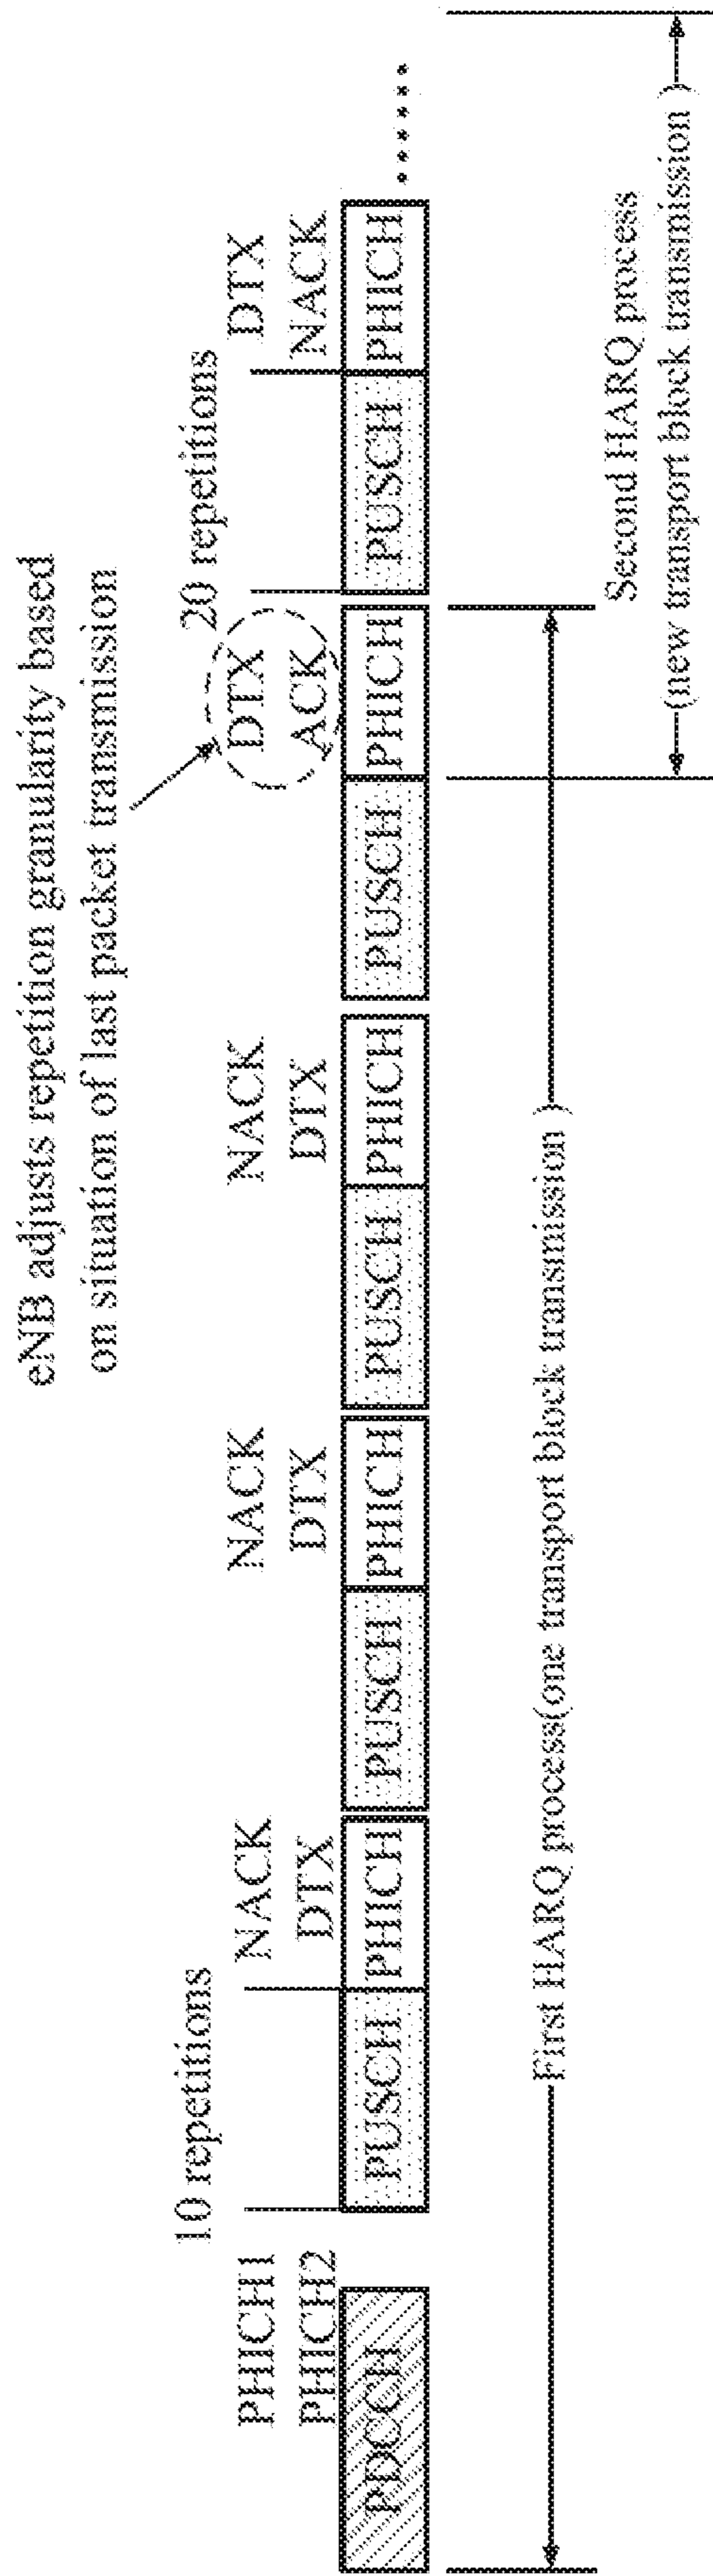 eNB adjusts repetition granularity based
on situation of last packet transmission
10 repetitions
20 repetitions
PHICH1
NACK
NACK
NACK
DTX
DTX
PHICH2
DTX
DTX
DTX
ACK
NACK
PDCCH
PUSCH
PHICH
PUSCH
PHICH
PUSCH
PHICH
PUSCH
PHICH
PUSCH
PHICH
......
First HARQ process(one transport block transmission )
Second HARQ process
(new transport block transmission )